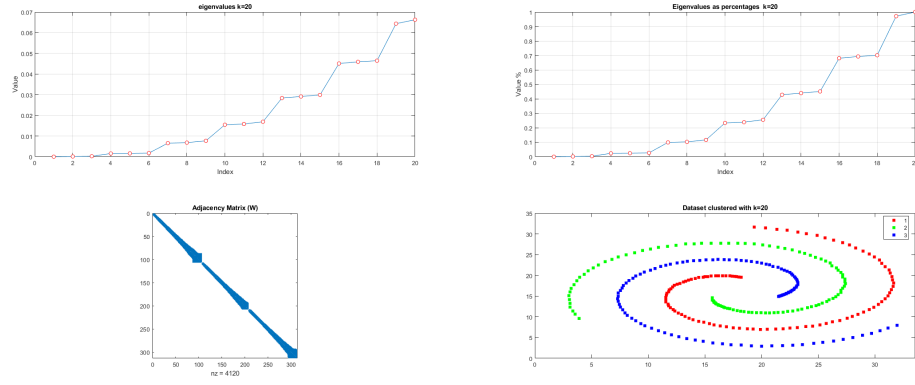 eigenvalues k=20
0.07
0.06
0.05
0.04
0.03
0.02
0.01
0
Value
0 2 4 6 8 10 12 14 16 18 20
Index
Eigenvalues as percentages k=20
1
0.9
0.8
0.7
0.6
0.5
0.4
0.3
0.2
0.1
0
Value %
0 2 4 6 8 10 12 14 16 18
Index
Adjacency Matrix (W)
0
50
100
150
200
250
300
0 50 100 150 200 250 300
nz = 4120
Dataset clustered with k=20
35
30
25
20
15
10
5
0
0 5 10 15 20 25 30
1
2
3